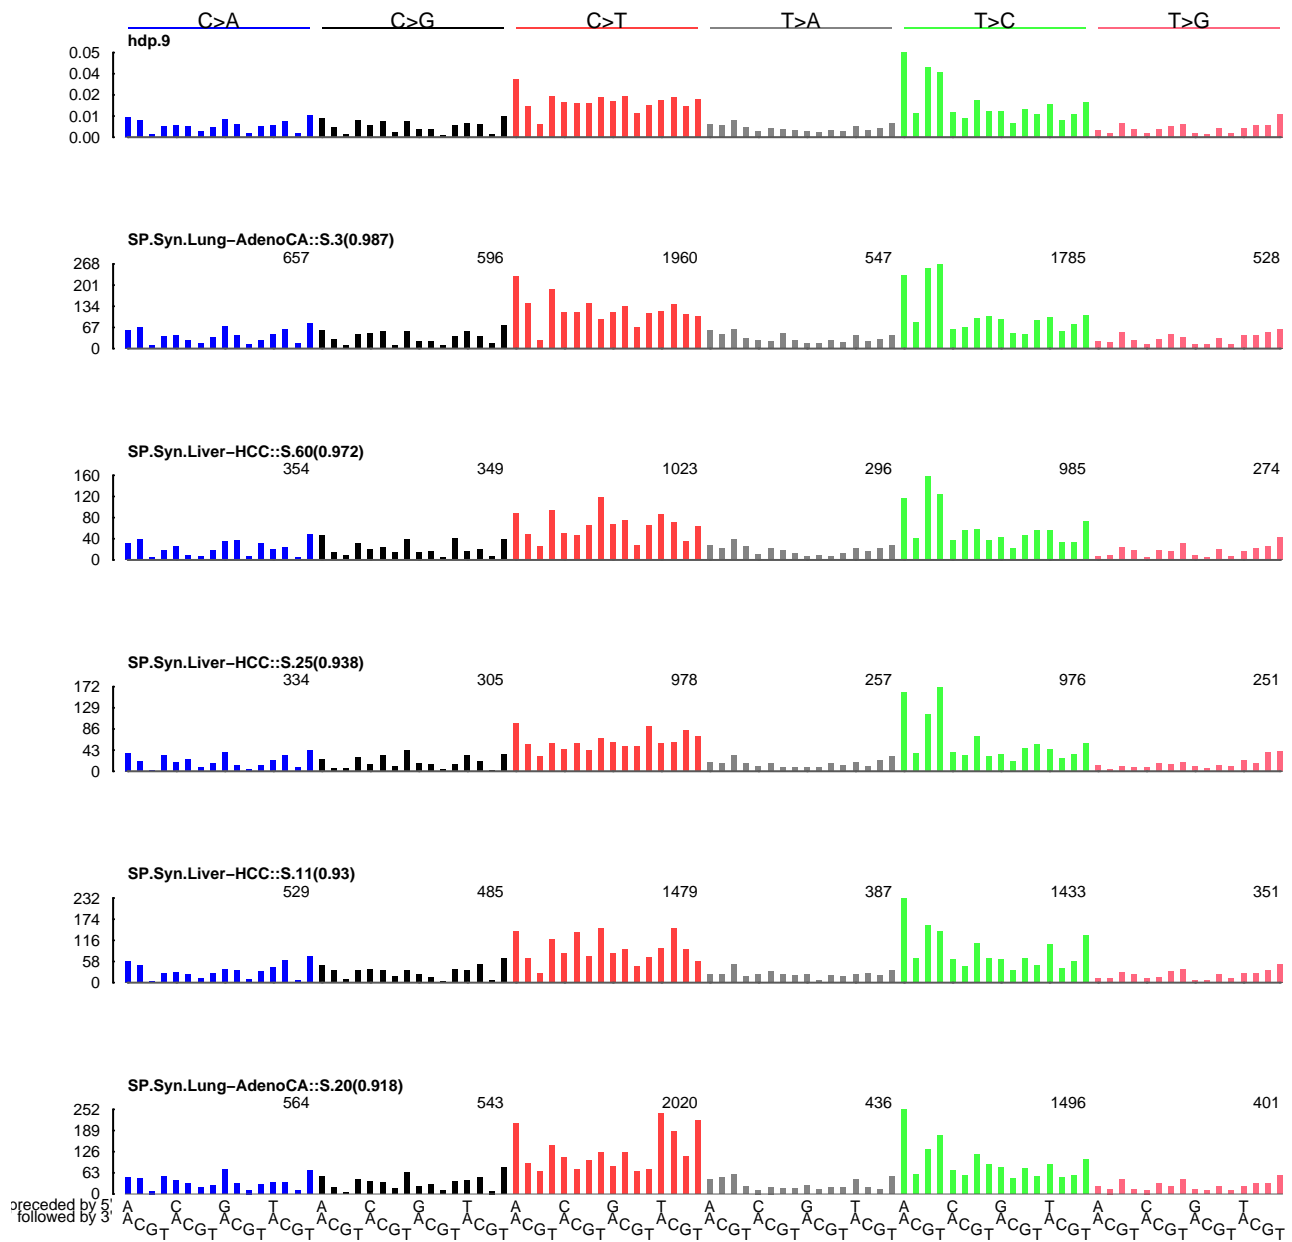 C>A C>G C>T T>A T>C T>G
hdp.9
0.05
0.04
0.02
0.01
0.00
SP.Syn.Lung−AdenoCA::S.3(0.987)
657 596 1960 547 1785 528
268
201
134
67
0
SP.Syn.Liver−HCC::S.60(0.972)
354 349 1023 296 985 274
160
120
80
40
0
SP.Syn.Liver−HCC::S.25(0.938)
334 305 978 257 976 251
172
129
86
43
0
SP.Syn.Liver−HCC::S.11(0.93)
529 485 1479 387 1433 351
232
174
116
58
0
SP.Syn.Lung−AdenoCA::S.20(0.918)
564 543 2020 436 1496 401
252
189
126
63
0
preceded by 5' A C G T A C G T A C G T A C G T A C G T A C G T
followed by 3' A C G T A C G T A C G T A C G T A C G T A C G T A C G T A C G T A C G T A C G T A C G T A C G T A C G T A C G T A C G T A C G T A C G T A C G T A C G T A C G T A C G T A C G T A C G T A C G T